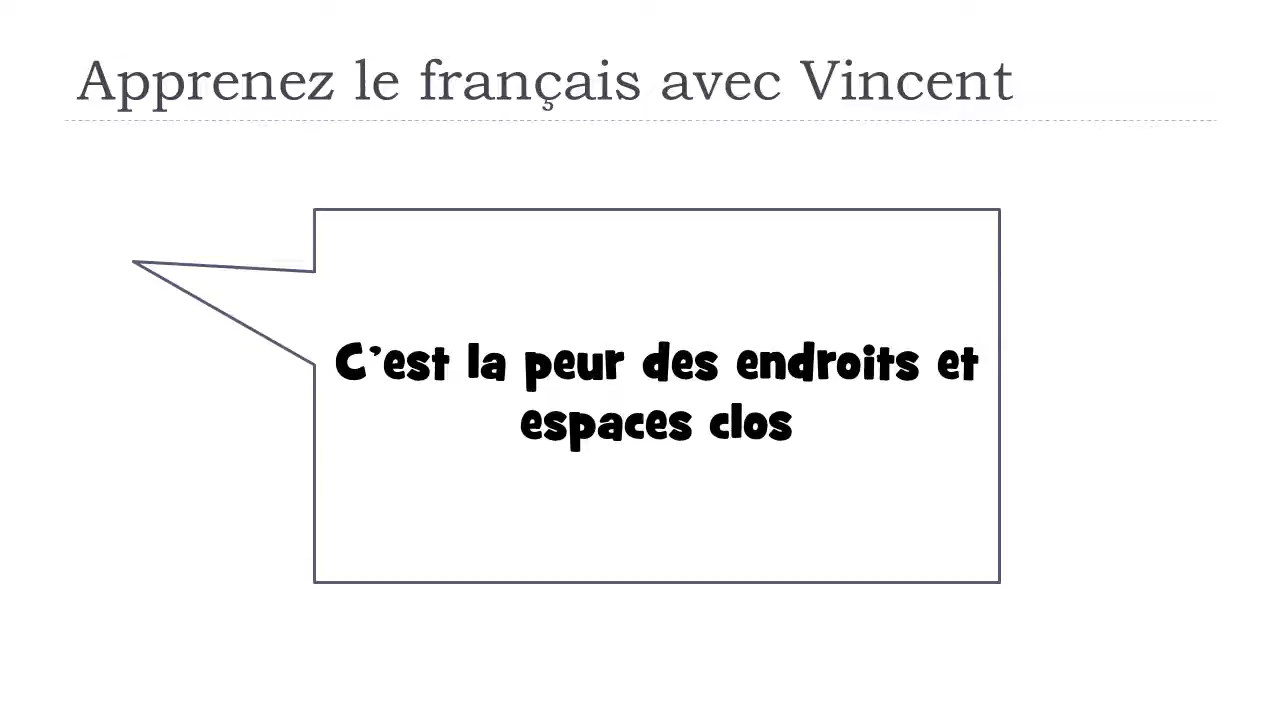 Apprenez le français avec Vincent
C'est la peur des endroits et
espaces clos